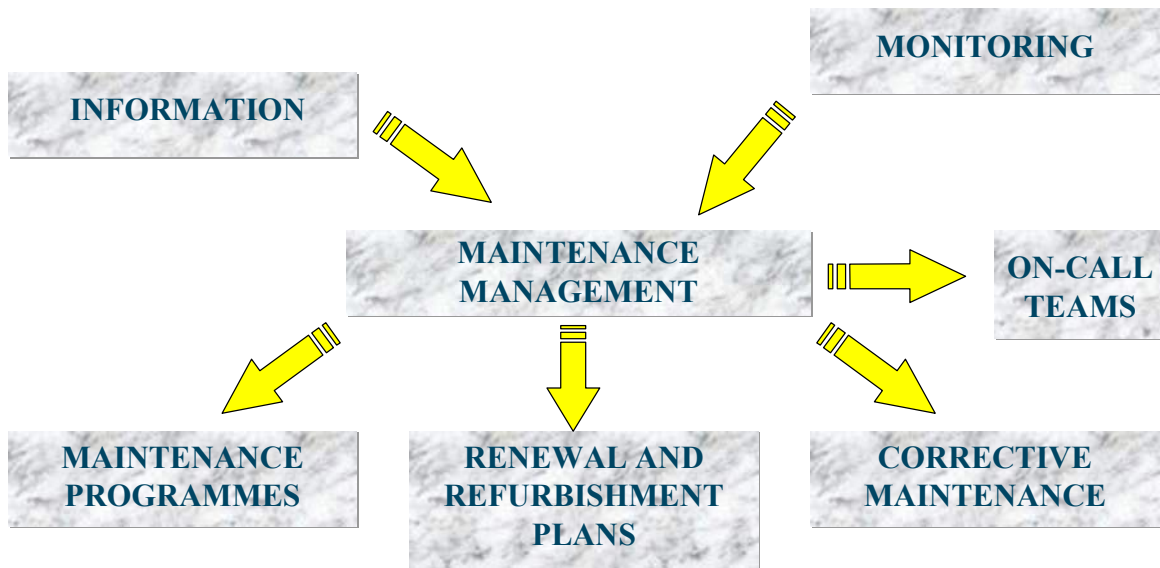 MONITORING
INFORMATION
MAINTENANCE
MANAGEMENT
ON-CALL
TEAMS
MAINTENANCE
PROGRAMMES
RENEWAL AND
REFURBISHMENT
PLANS
CORRECTIVE
MAINTENANCE